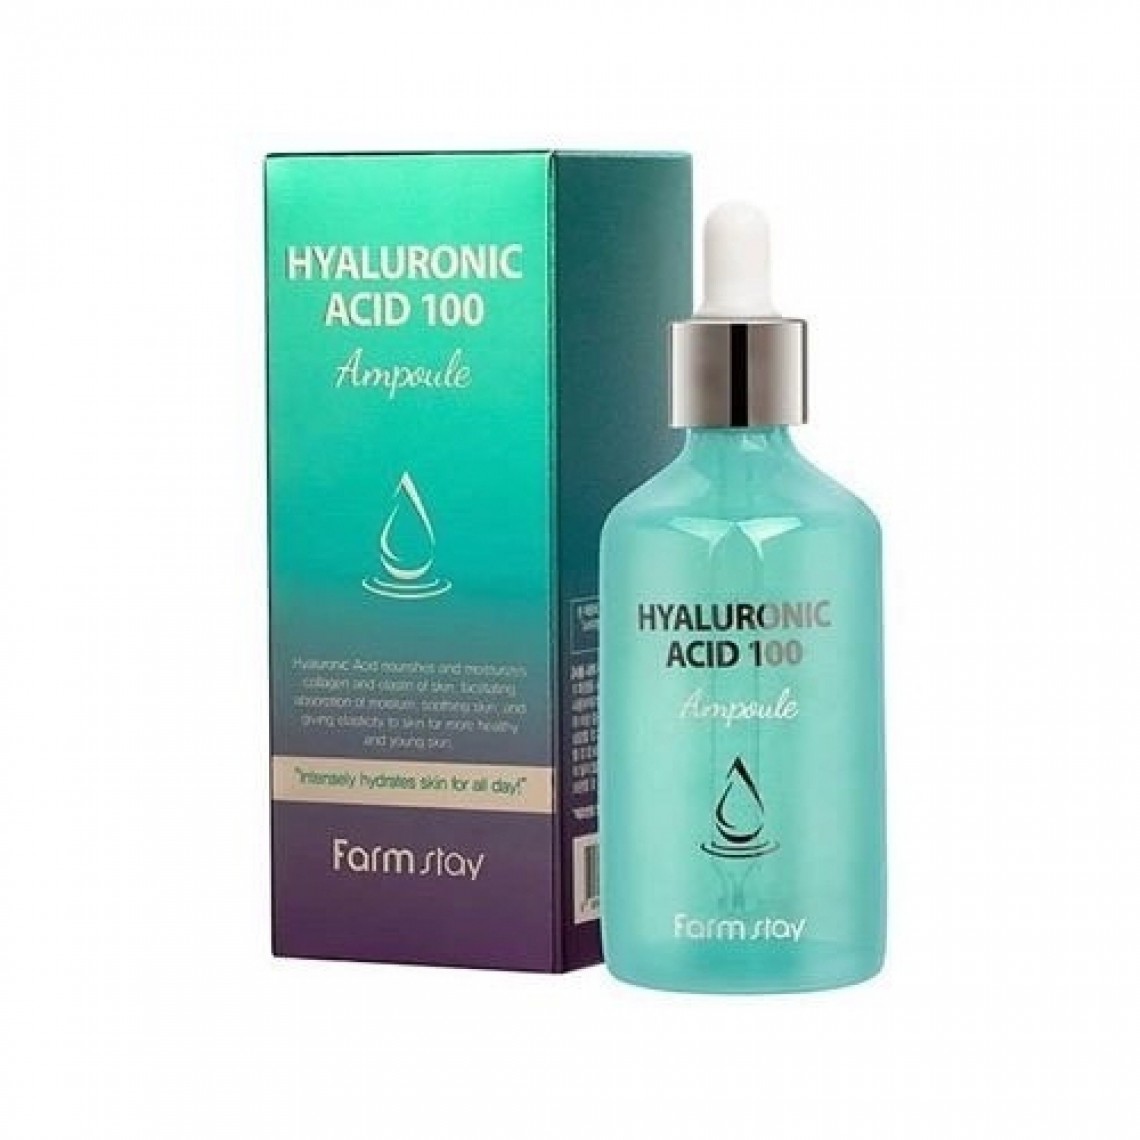 HYALURONIC
ACID 100
Ampoule
Hyaluronic Acid nourishes and moisturizes
collagen and elastin of skin, facilitating
absorption of moisture, soothing skin, and
giving elasticity to skin for more healthy
and young skin.
"Intensely hydrates skin for all day!"
Farm stay
HYALURONIC
ACID 100
Ampoule
Farm stay